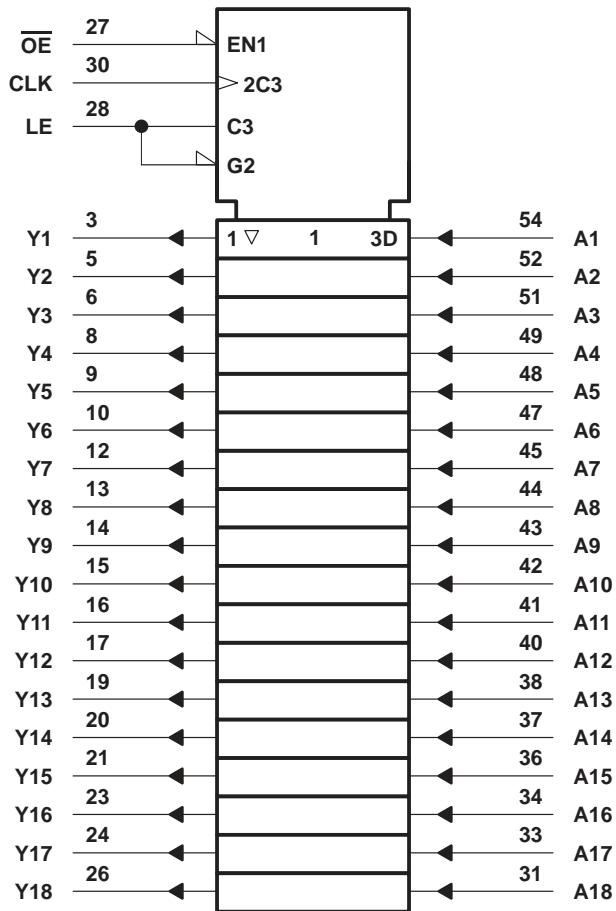 OE 27 EN1
CLK 30 2C3
LE 28 C3
G2
Y1 3 1 ▽ 1 3D 54 A1
Y2 5 52 A2
Y3 6 51 A3
Y4 8 49 A4
Y5 9 48 A5
Y6 10 47 A6
Y7 12 45 A7
Y8 13 44 A8
Y9 14 43 A9
Y10 15 42 A10
Y11 16 41 A11
Y12 17 40 A12
Y13 19 38 A13
Y14 20 37 A14
Y15 21 36 A15
Y16 23 34 A16
Y17 24 33 A17
Y18 26 31 A18